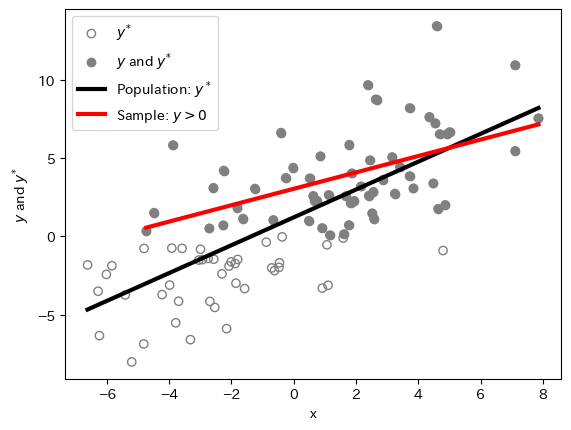 y*
y and y*
Population: y*
Sample: y > 0
y and y*
10
5
0
−5
−6
−4
−2
0
2
4
6
8
x